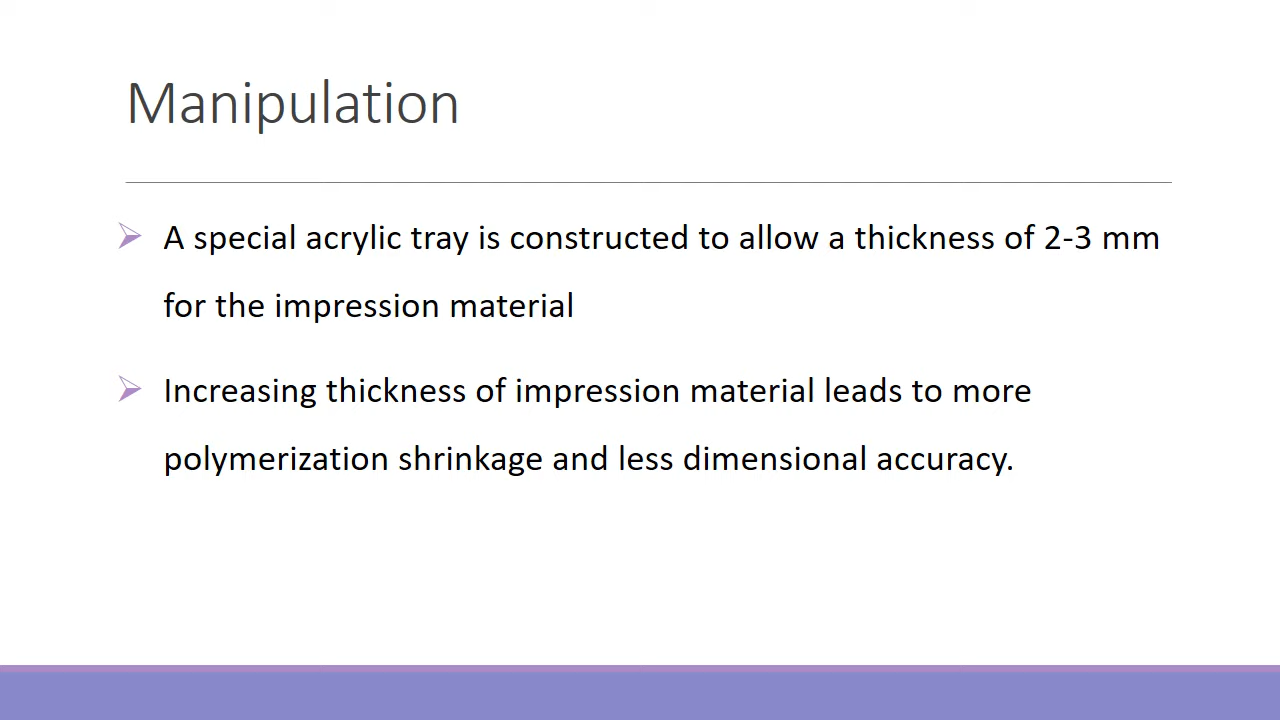 Manipulation
A special acrylic tray is constructed to allow a thickness of 2-3 mm
for the impression material
Increasing thickness of impression material leads to more
polymerization shrinkage and less dimensional accuracy.